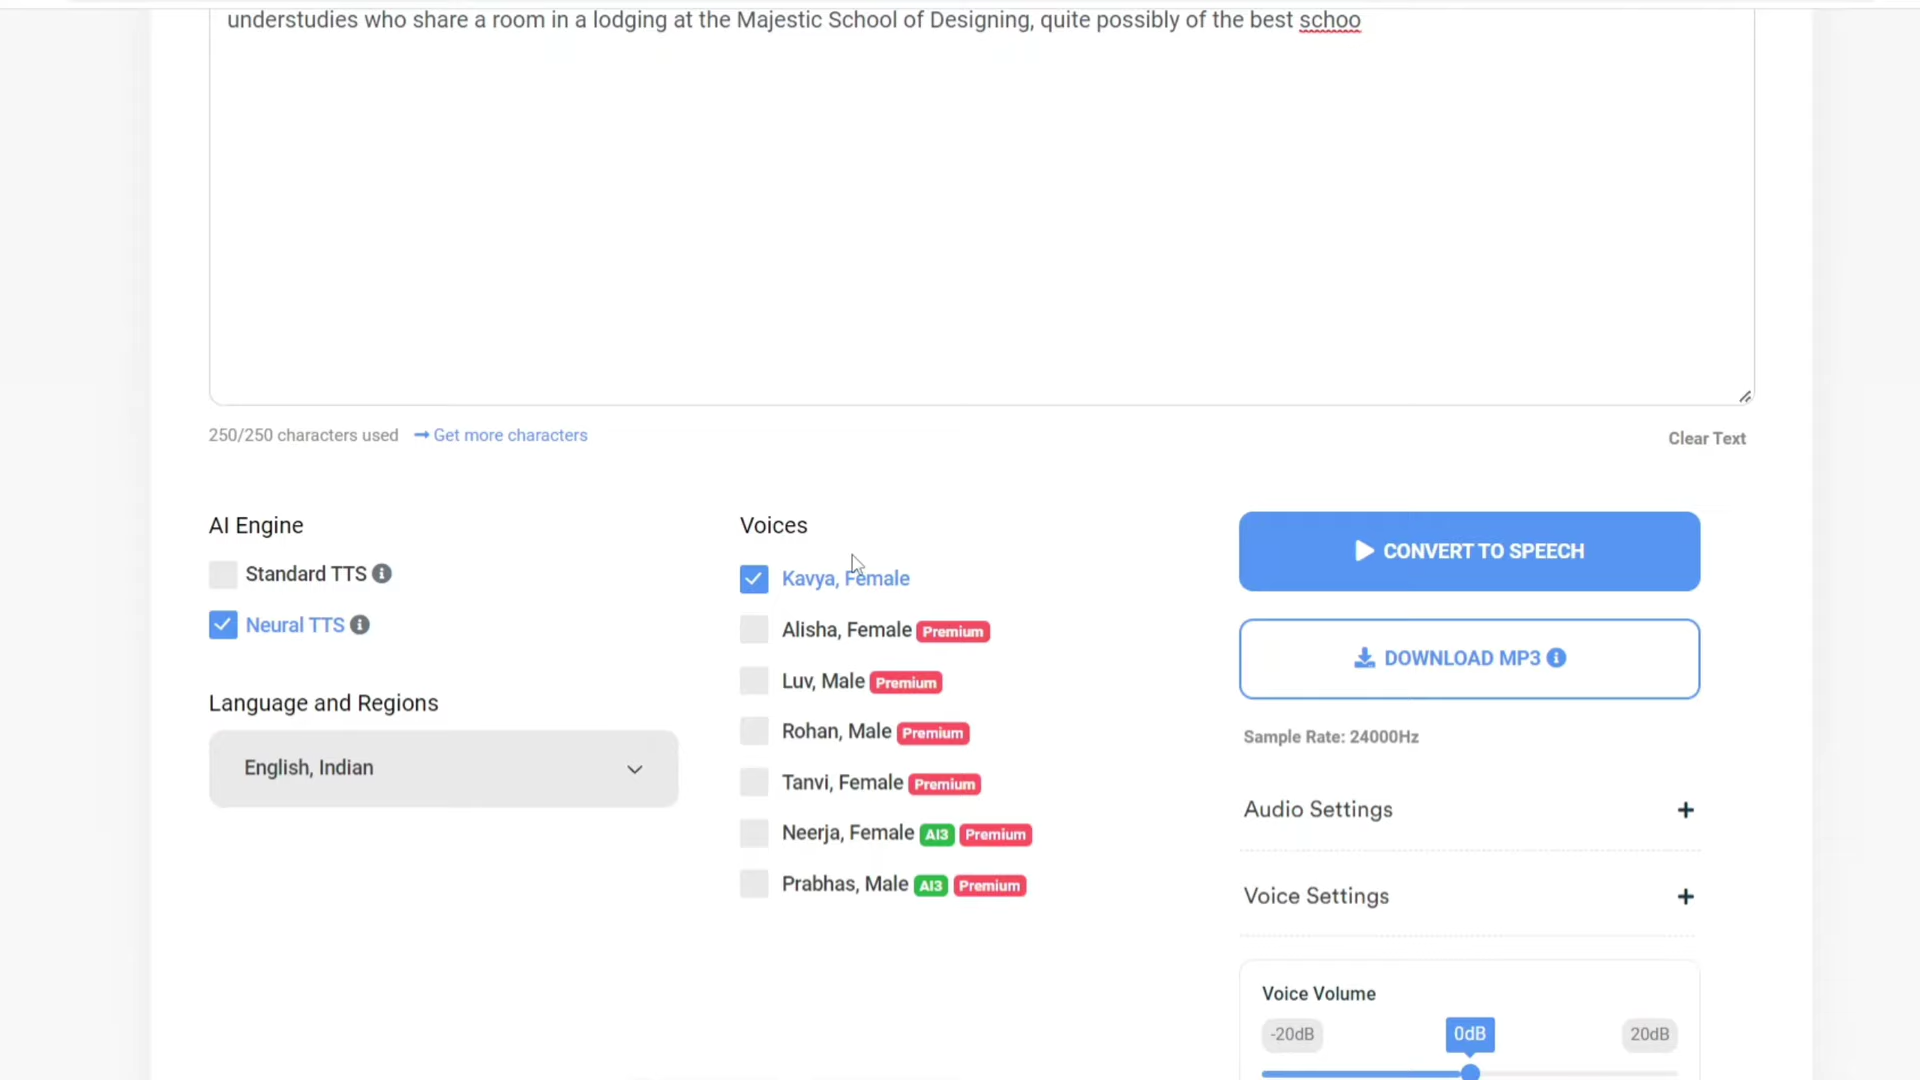 understudies who share a room in a lodging at the Majestic School of Designing, quite possibly of the best schoo
250/250 characters used → Get more characters
Clear Text
AI Engine
Standard TTS
Neural TTS
Language and Regions
English, Indian
Voices
Kavya, Female
Alisha, Female Premium
Luv, Male Premium
Rohan, Male Premium
Tanvi, Female Premium
Neerja, Female AI3 Premium
Prabhas, Male AI3 Premium
CONVERT TO SPEECH
DOWNLOAD MP3
Sample Rate: 24000Hz
Audio Settings +
Voice Settings +
Voice Volume
-20dB 0dB 20dB